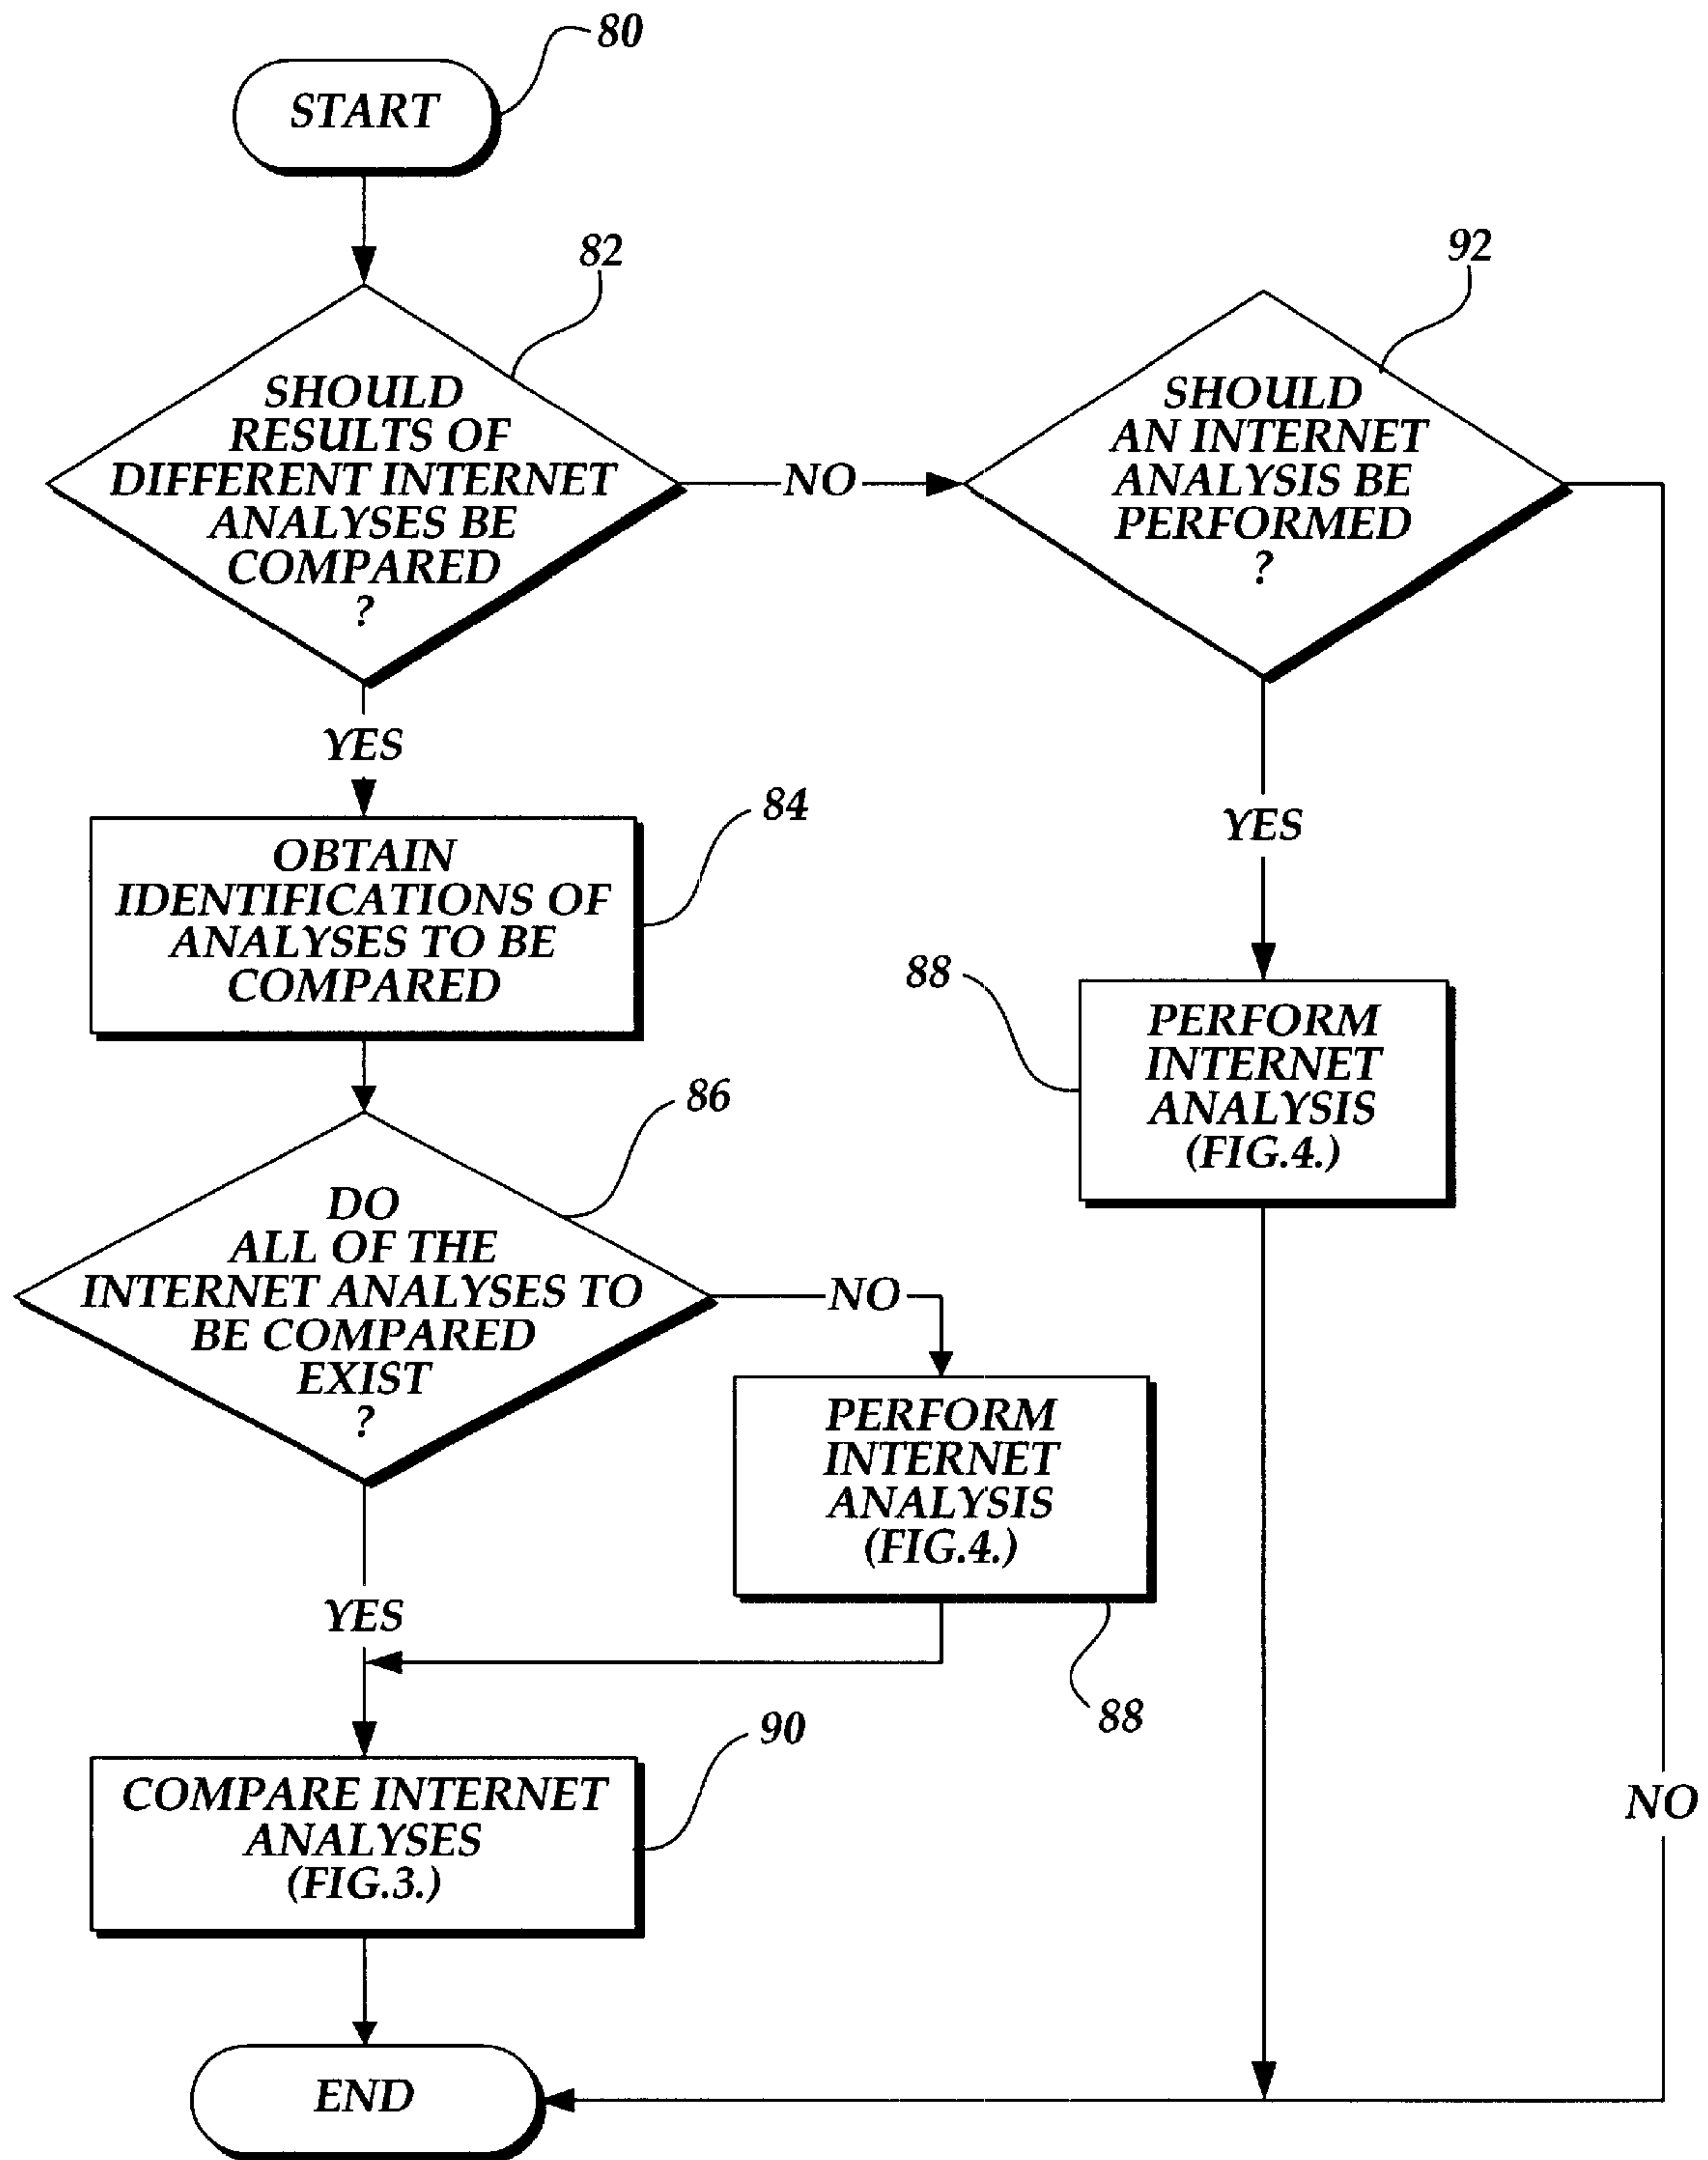 80
START
82
SHOULD
RESULTS OF
DIFFERENT INTERNET
ANALYSES BE
COMPARED
?
NO
92
SHOULD
AN INTERNET
ANALYSIS BE
PERFORMED
?
YES
84
OBTAIN
IDENTIFICATIONS OF
ANALYSES TO BE
COMPARED
YES
88
PERFORM
INTERNET
ANALYSIS
(FIG.4.)
86
DO
ALL OF THE
INTERNET ANALYSES TO
BE COMPARED
EXIST
?
NO
PERFORM
INTERNET
ANALYSIS
(FIG.4.)
88
YES
90
COMPARE INTERNET
ANALYSES
(FIG.3.)
NO
END